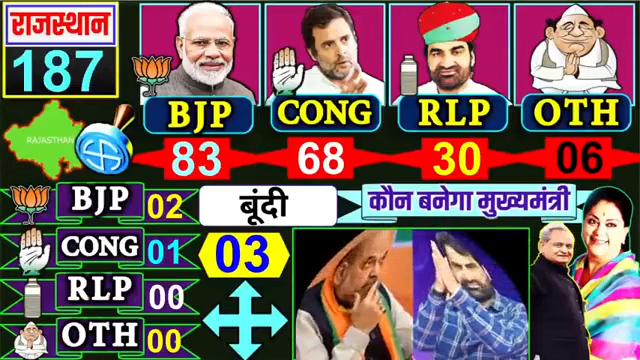 राजस्थान
187
RAJASTHAN
BJP CONG RLP OTH
83 68 30 06
BJP 02
बूंदी
कौन बनेगा मुख्यमंत्री
CONG 01
03
RLP 00
OTH 00